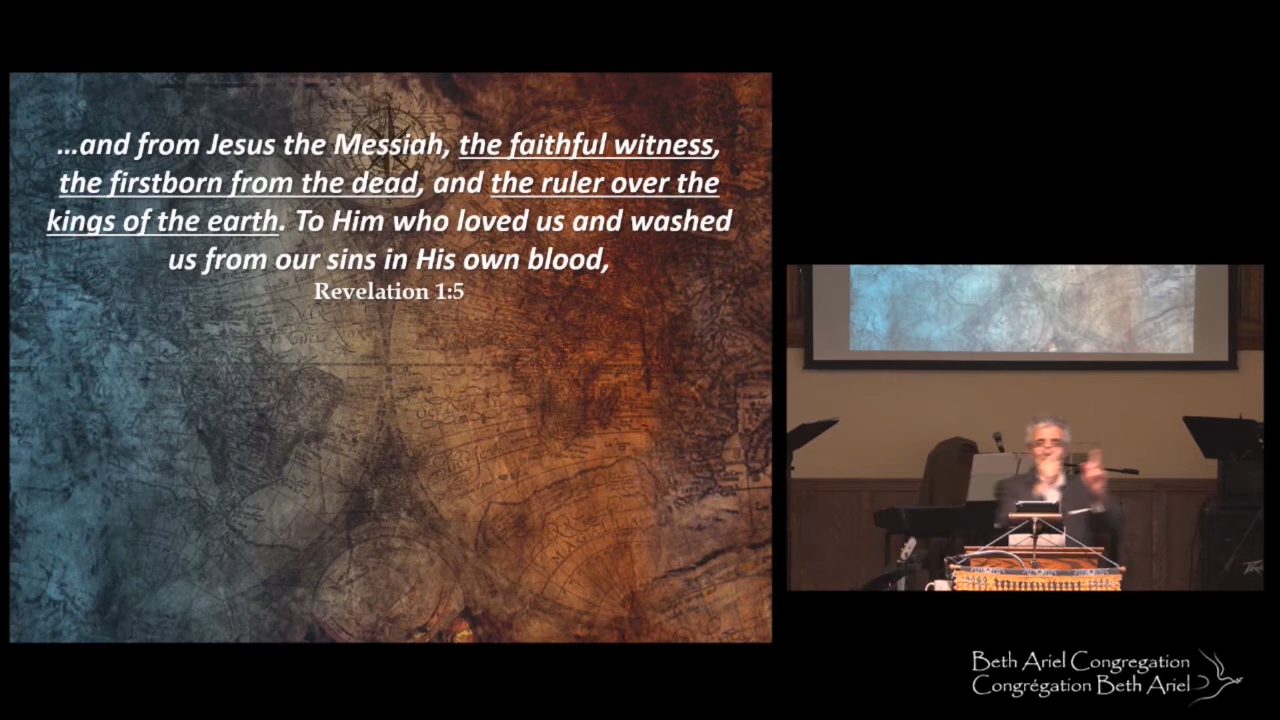 …and from Jesus the Messiah, the faithful witness,
the firstborn from the dead, and the ruler over the
kings of the earth. To Him who loved us and washed
us from our sins in His own blood,
Revelation 1:5
Beth Ariel Congregation
Congrégation Beth Ariel